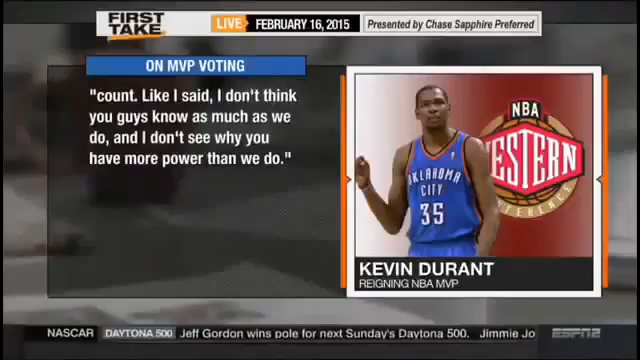 FIRST
TAKE
LIVE
FEBRUARY 16, 2015
Presented by Chase Sapphire Preferred
ON MVP VOTING
"count. Like I said, I don't think
you guys know as much as we
do, and I don't see why you
have more power than we do."
NBA
WESTERN
CONFERENCE
OKLAHOMA
CITY
35
KEVIN DURANT
REIGNING NBA MVP
NASCAR
DAYTONA 500
Jeff Gordon wins pole for next Sunday's Daytona 500. Jimmie Jo
ESPN2